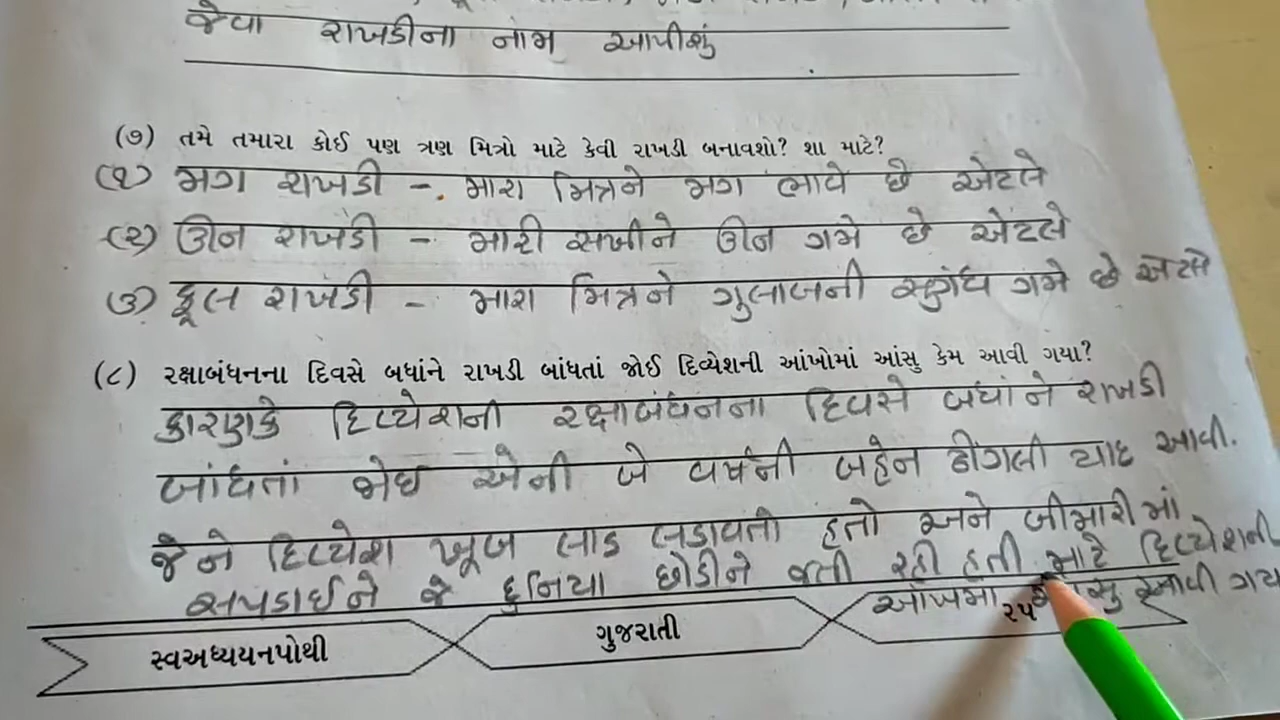 જેવા રાખડીના નામ આપીશું
(૭) તમે તમારા કોઈ પણ ત્રણ મિત્રો માટે કેવી રાખડી બનાવશો? શા માટે?
(૧) મગ રાખડી - મારા મિત્રને મગ ભાવે છે એટલે
(૨) ઊન રાખડી - મારી સખીને ઊન ગમે છે એટલે
(૩) ફૂલ રાખડી - મારા મિત્રને ગુલાબની સુગંધ ગમે છે એટલે
(૮) રક્ષાબંધનના દિવસે બધાંને રાખડી બાંધતાં જોઈ દિવ્યેશની આંખોમાં આંસુ કેમ આવી ગયા?
કારણકે દિવ્યેશની રક્ષાબંધનના દિવસે બધાંને રાખડી
બાંધતાં જોઇ એની બે વર્ષની બહેન ઢીંગલી યાદ આવી.
જેને દિવ્યેશ ખૂબ લાડ લડાવતો હતો અને બીમારીમાં
સપડાઈને જે દુનિયા છોડીને જતી રહી હતી માટે દિવ્યેશની
આંખમાં આવી ગયા
સ્વઅધ્યયનપોથી ગુજરાતી ૨૫